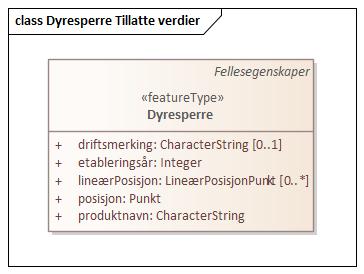 class Dyresperre Tillatte verdier
Fellesegenskaper
«featureType»
Dyresperre
+ driftsmerking: CharacterString [0..1]
+ etableringsår: Integer
+ lineærPosisjon: LineærPosisjonPunkt [0..*]
+ posisjon: Punkt
+ produktnavn: CharacterString